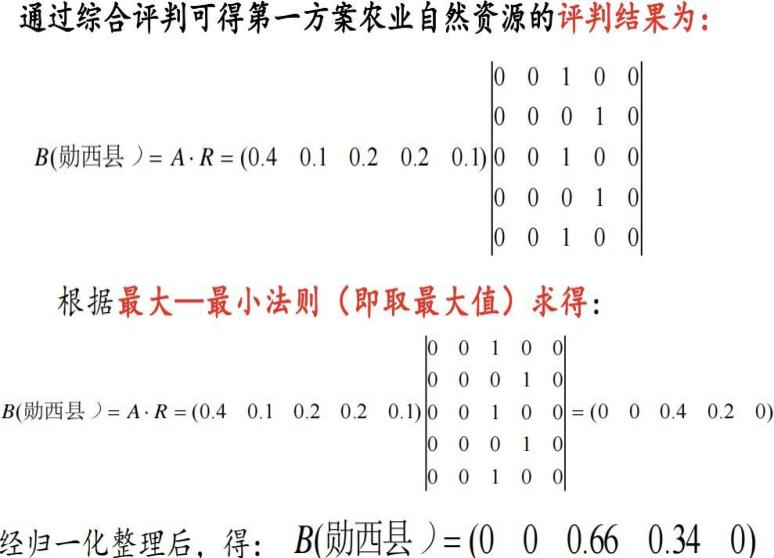 通过综合评判可得第一方案农业自然资源的评判结果为：
0 0 1 0 0
0 0 0 1 0
B(勋西县）= A·R = (0.4 0.1 0.2 0.2 0.1) 0 0 1 0 0
0 0 0 1 0
0 0 1 0 0
根据最大—最小法则（即取最大值）求得：
0 0 1 0 0
0 0 0 1 0
B(勋西县）= A·R = (0.4 0.1 0.2 0.2 0.1) 0 0 1 0 0 = (0 0 0.4 0.2 0)
0 0 0 1 0
0 0 1 0 0
经归一化整理后，得： B(勋西县）= (0 0 0.66 0.34 0)